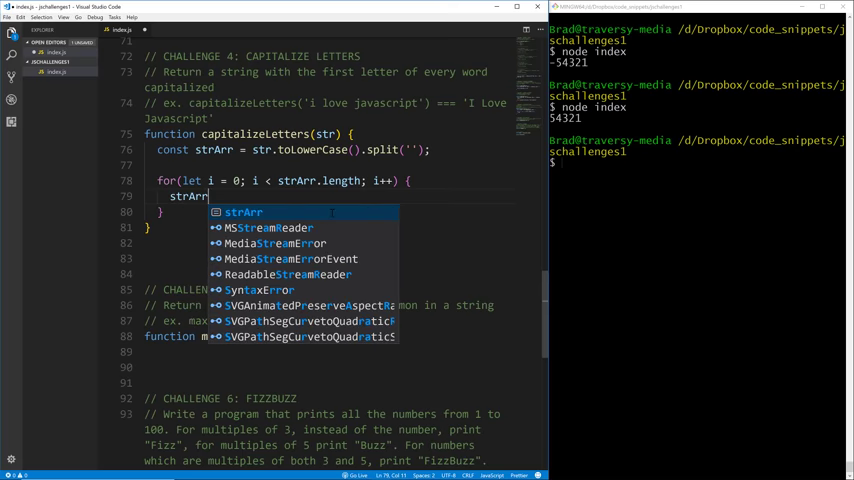 index.js - jschallenges1 - Visual Studio Code
File Edit Selection View Go Debug Tasks Help
EXPLORER
OPEN EDITORS 1 UNSAVED
index.js
JSCHALLENGES1
index.js
index.js
71
72 // CHALLENGE 4: CAPITALIZE LETTERS
73 // Return a string with the first letter of every word
capitalized
74 // ex. capitalizeLetters('i love javascript') === 'I Love
Javascript'
75 function capitalizeLetters(str) {
76 const strArr = str.toLowerCase().split('');
77
78 for(let i = 0; i < strArr.length; i++) {
79 strArr
80 }
81 }
82
83
84
85 // CHALLEN
86 // Return mon in a string
87 // ex. max
88 function m
89
90
91
92 // CHALLENGE 6: FIZZBUZZ
93 // Write a program that prints all the numbers from 1 to
100. For multiples of 3, instead of the number, print
"Fizz", for multiples of 5 print "Buzz". For numbers
which are multiples of both 3 and 5, print "FizzBuzz".
strArr
MSStreamReader
MediaStreamError
MediaStreamErrorEvent
ReadableStreamReader
SyntaxError
SVGAnimatedPreserveAspectRa
SVGPathSegCurvetoQuadraticR
SVGPathSegCurvetoQuadraticS
0 0 Go Live Ln 79, Col 11 Spaces: 2 UTF-8 CRLF JavaScript Prettier
MINGW64:/d/Dropbox/code_snippets/jschallenges1
Brad@traversy-media /d/Dropbox/code_snippets/j
schallenges1
$ node index
-54321
Brad@traversy-media /d/Dropbox/code_snippets/j
schallenges1
$ node index
54321
Brad@traversy-media /d/Dropbox/code_snippets/j
schallenges1
$